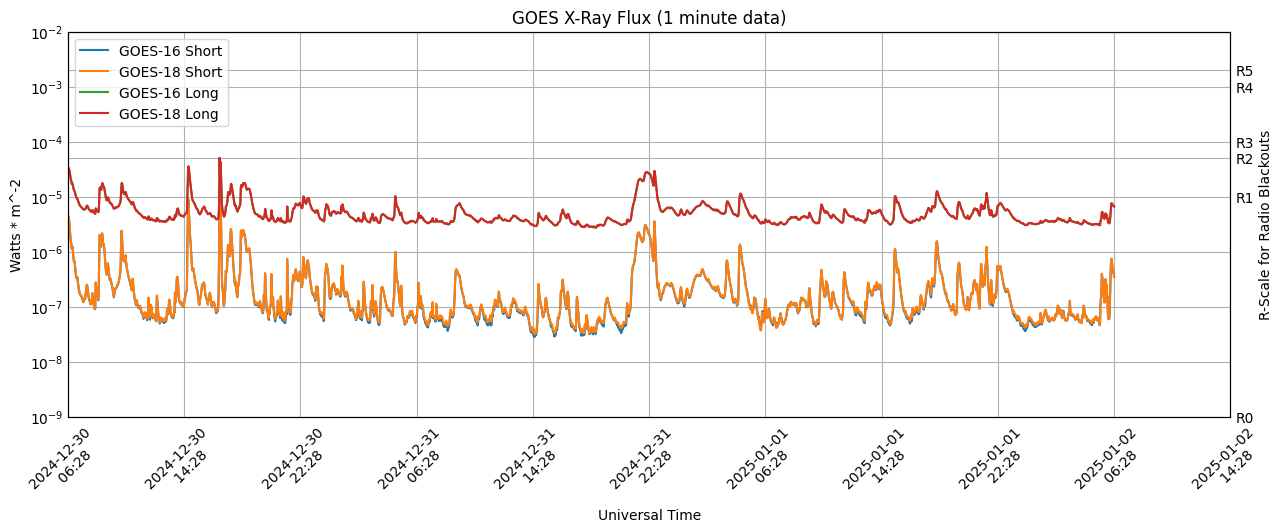 GOES X-Ray Flux (1 minute data)
GOES-16 Short
GOES-18 Short
GOES-16 Long
GOES-18 Long
10^-2
10^-3
10^-4
10^-5
10^-6
10^-7
10^-8
10^-9
Watts * m^-2
R5
R4
R3
R2
R1
R0
R-Scale for Radio Blackouts
2024-12-30
06:28
2024-12-30
14:28
2024-12-30
22:28
2024-12-31
06:28
2024-12-31
14:28
2024-12-31
22:28
2025-01-01
06:28
2025-01-01
14:28
2025-01-01
22:28
2025-01-02
06:28
2025-01-02
14:28
Universal Time